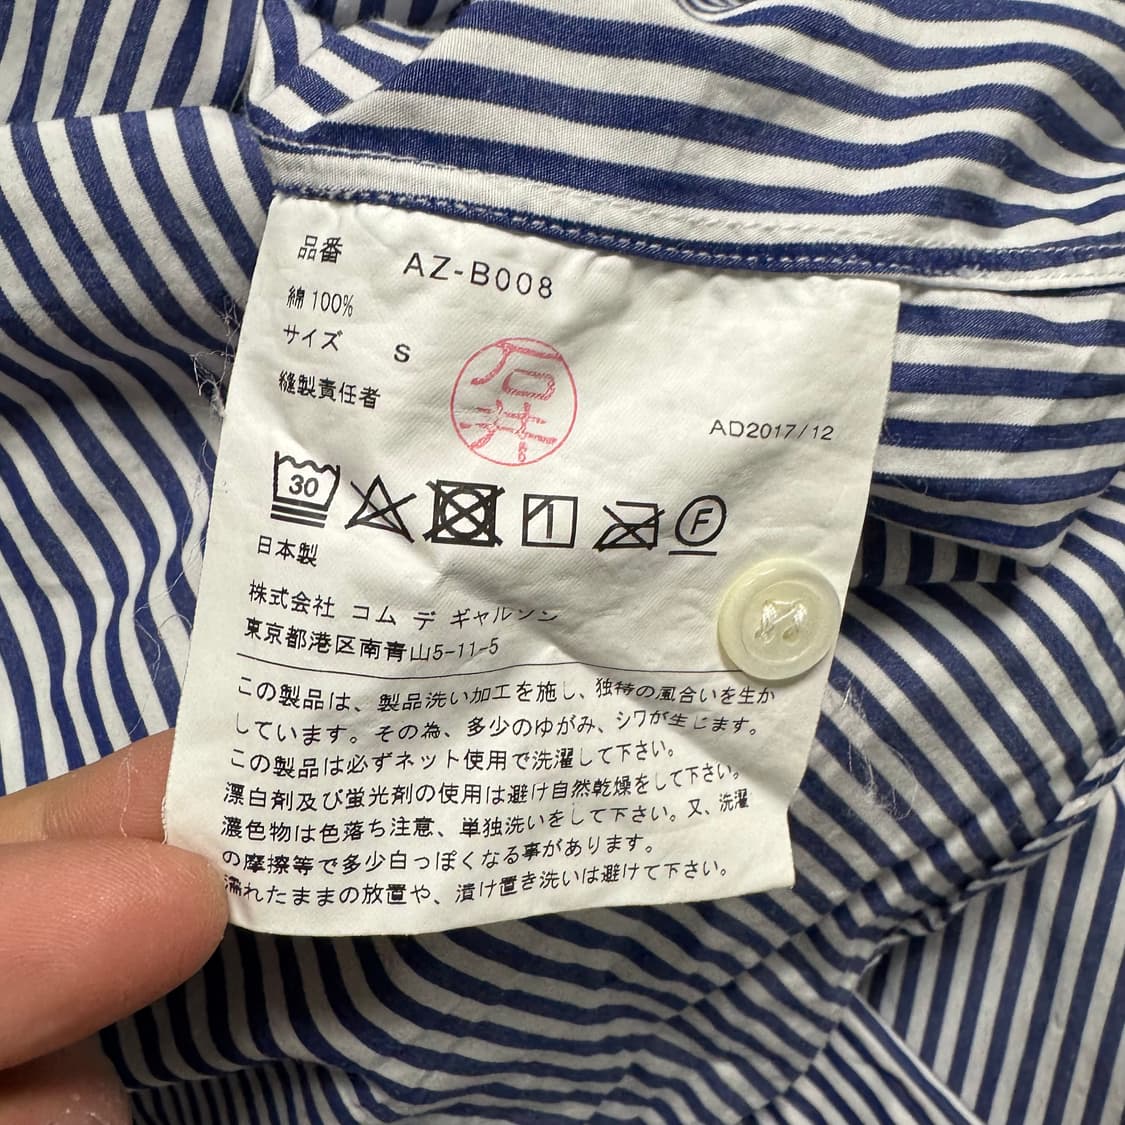 品番 AZ-B008
綿 100%
サイズ S
縫製責任者
石井
AD2017/12
30
F
日本製
株式会社 コム デ ギャルソン
東京都港区南青山5-11-5
この製品は、製品洗い加工を施し、独特の風合いを生か
しています。その為、多少のゆがみ、シワが生じます。
この製品は必ずネット使用で洗濯して下さい。
漂白剤及び蛍光剤の使用は避け自然乾燥をして下さい。
濃色物は色落ち注意、単独洗いをして下さい。又、洗濯
の摩擦等で多少白っぽくなる事があります。
濡れたままの放置や、漬け置き洗いは避けて下さい。